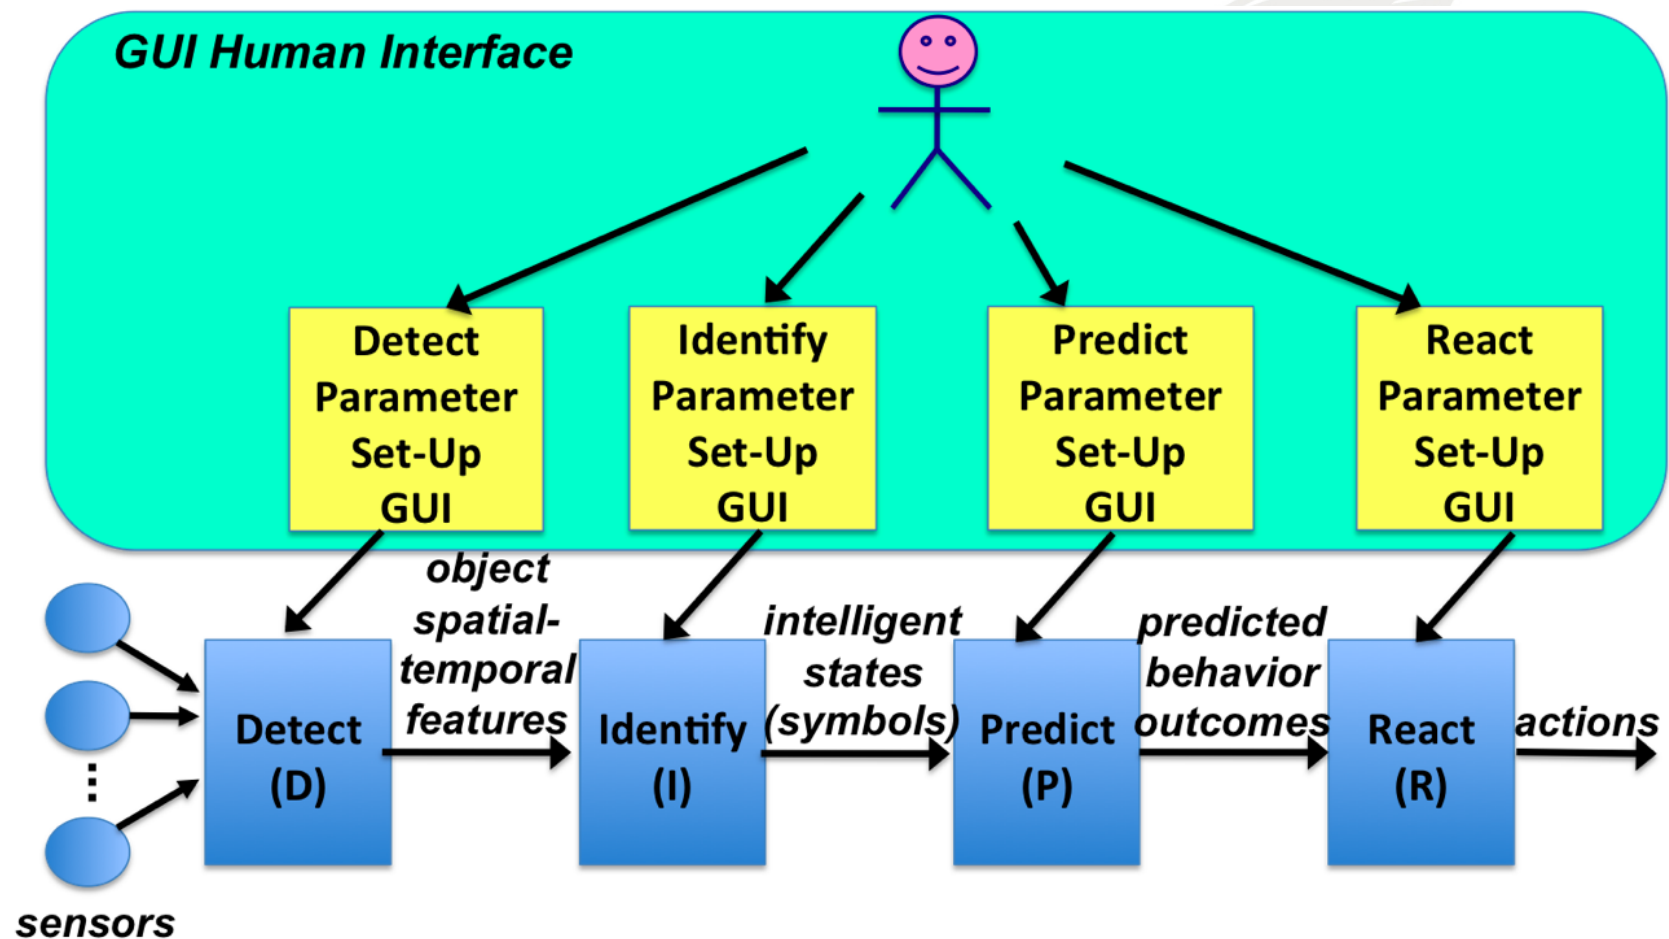 GUI Human Interface
Detect
Parameter
Set-Up
GUI
Identify
Parameter
Set-Up
GUI
Predict
Parameter
Set-Up
GUI
React
Parameter
Set-Up
GUI
object
spatial-
temporal
features
intelligent
states
(symbols)
predicted
behavior
outcomes
actions
Detect
(D)
Identify
(I)
Predict
(P)
React
(R)
sensors